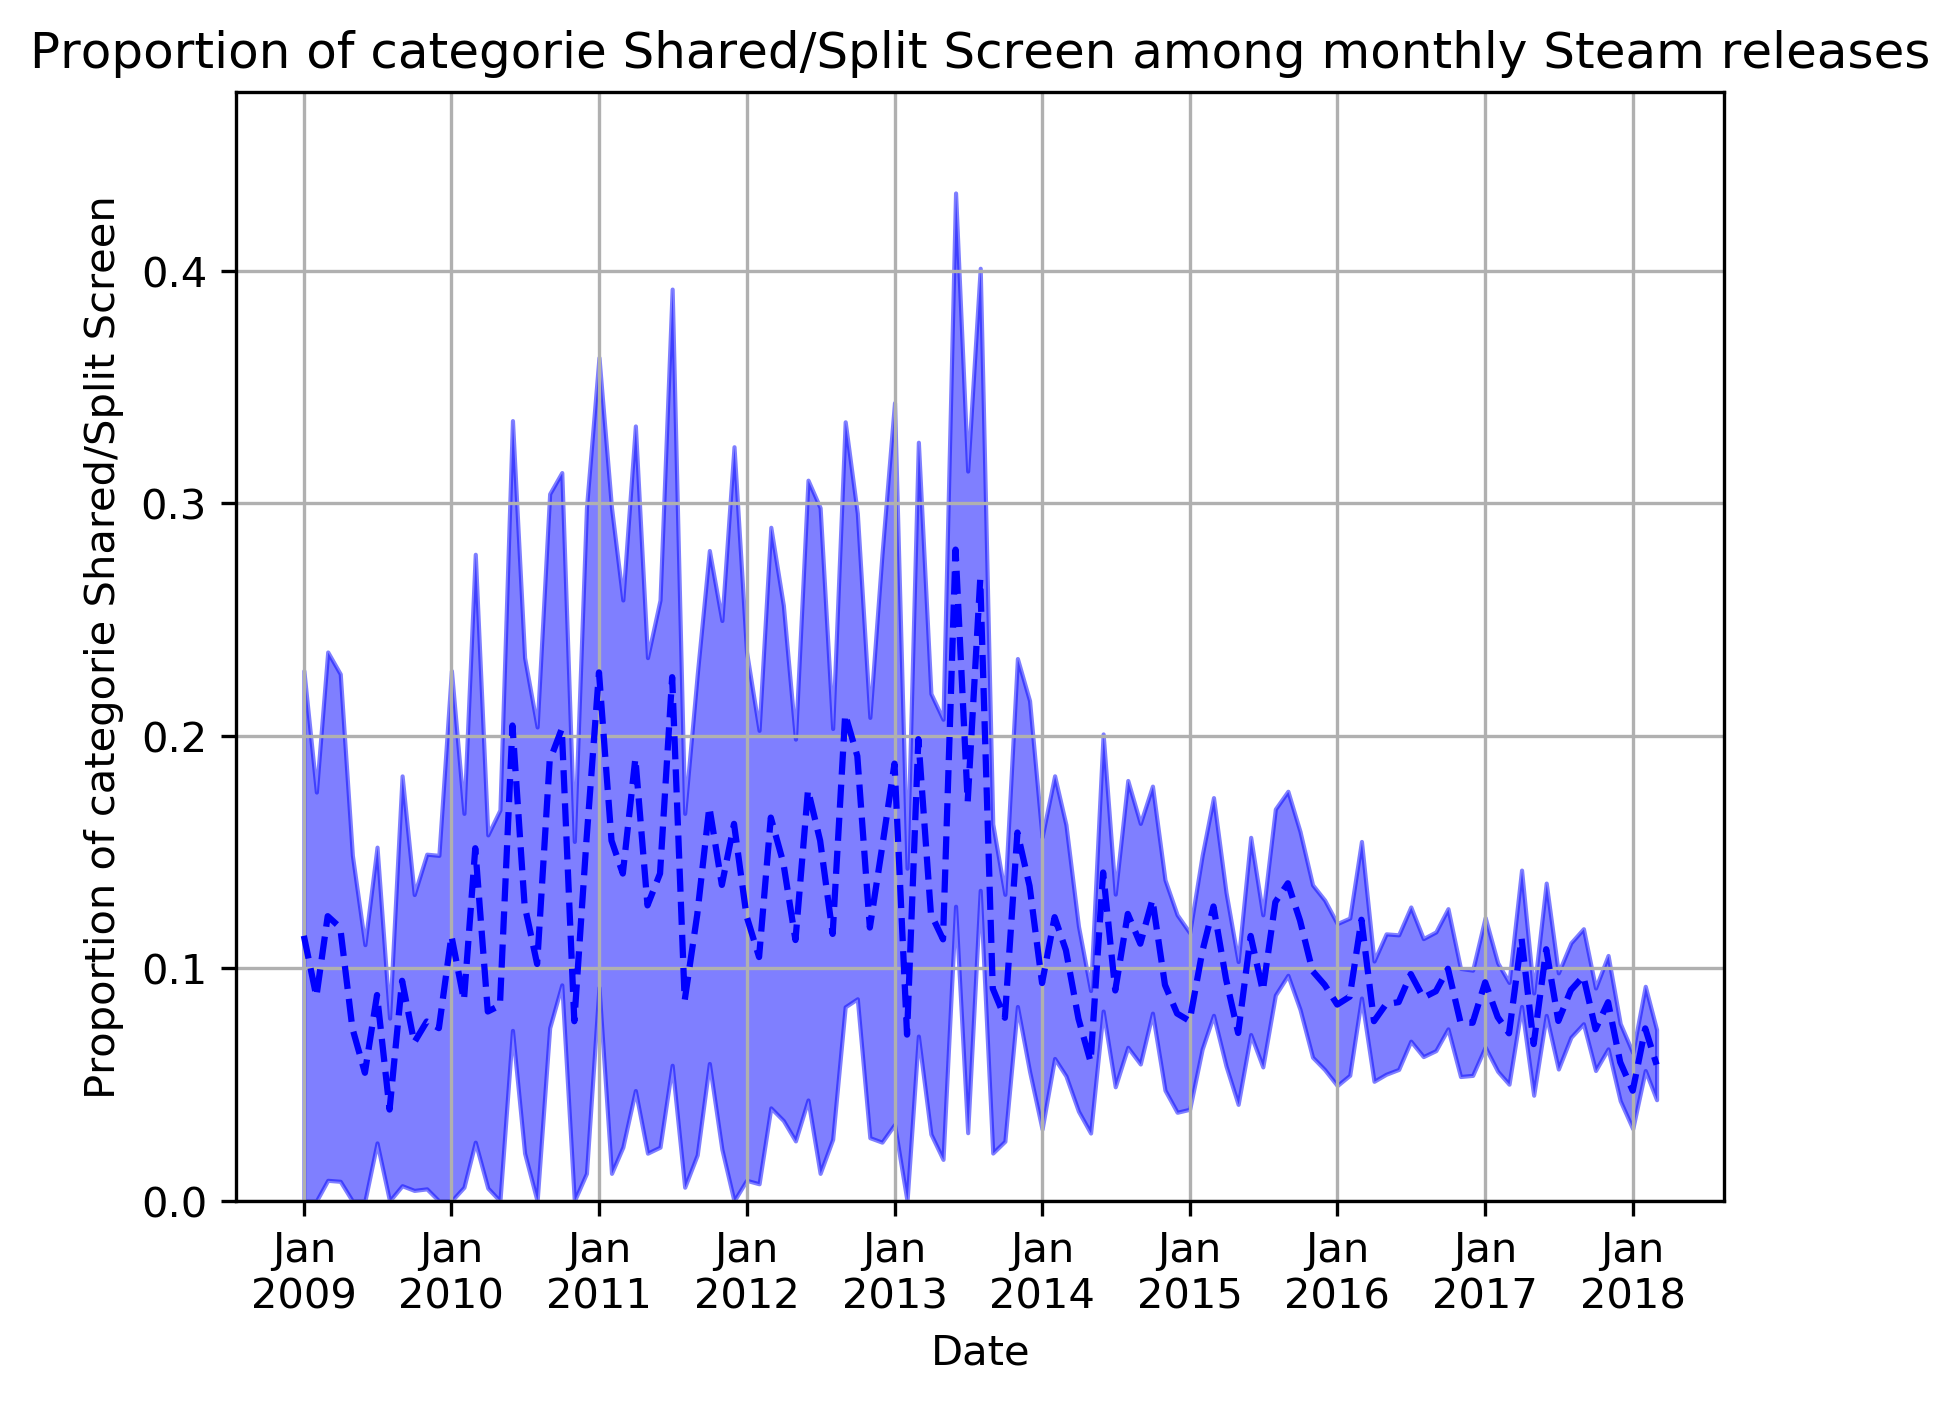 Proportion of categorie Shared/Split Screen among monthly Steam releases
Proportion of categorie Shared/Split Screen
0.4
0.3
0.2
0.1
0.0
Jan Jan Jan Jan Jan Jan Jan Jan Jan Jan
2009 2010 2011 2012 2013 2014 2015 2016 2017 2018
Date